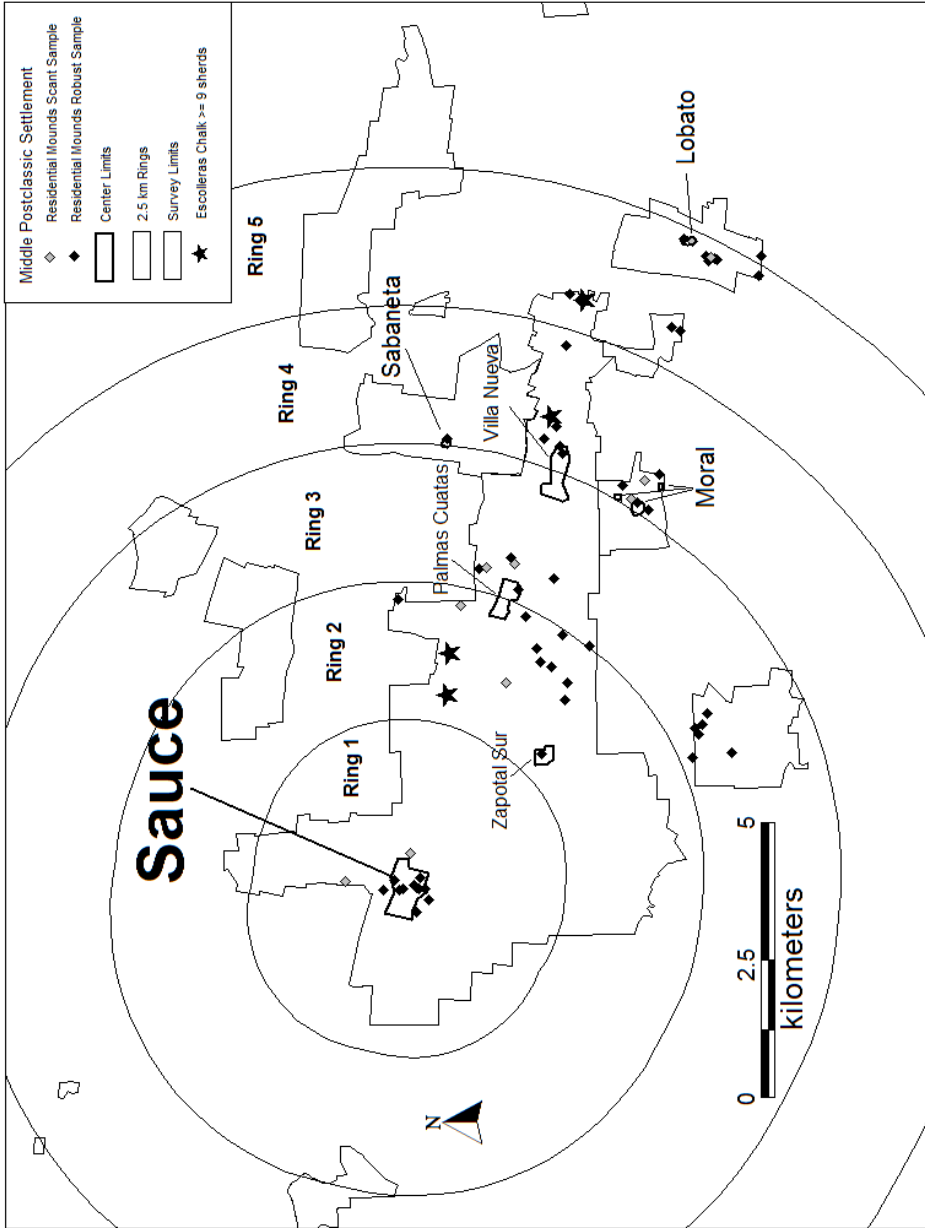 Middle Postclassic Settlement
Residential Mounds Scant Sample
Residential Mounds Robust Sample
Center Limits
2.5 km Rings
Survey Limits
Escolleras Chalk >= 9 sherds
Ring 5
Ring 4
Ring 3
Ring 2
Ring 1
Sauce
Sabaneta
Lobato
Villa Nueva
Palmas Cuatas
Moral
Zapotal Sur
N
0 2.5 5
kilometers